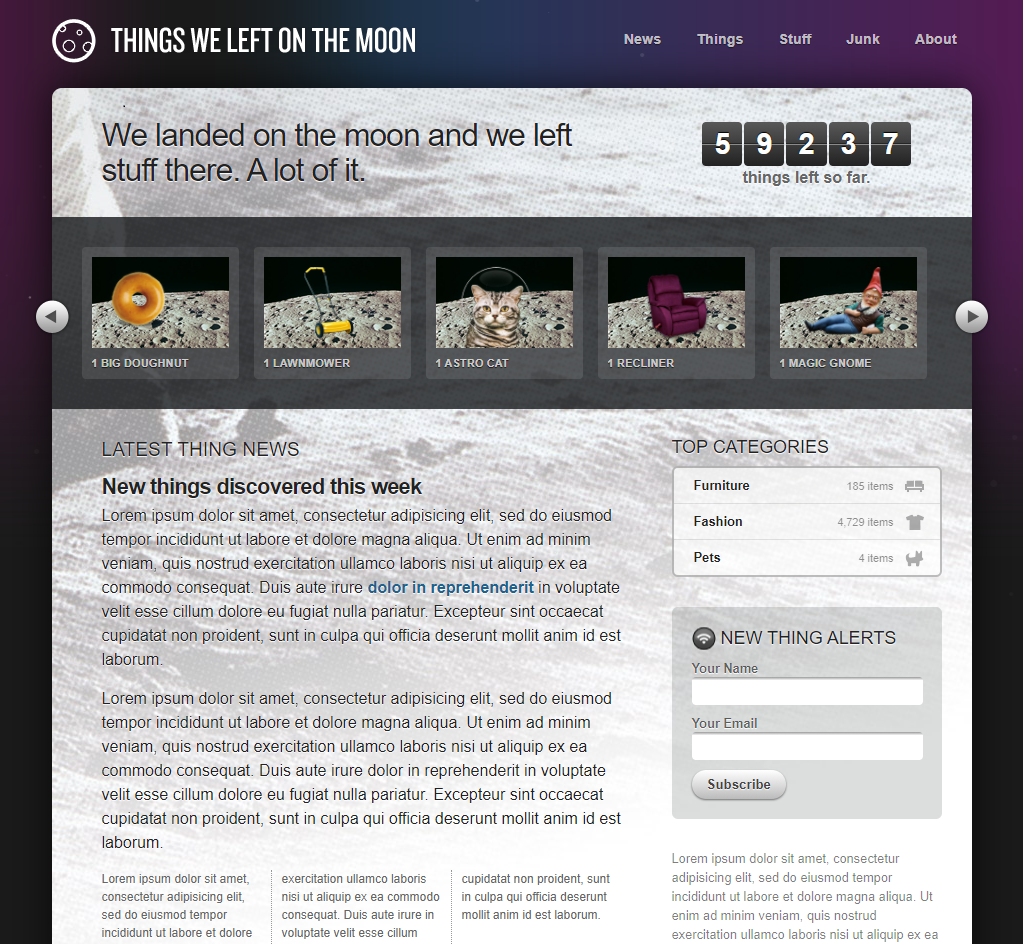 THINGS WE LEFT ON THE MOON
News Things Stuff Junk About
We landed on the moon and we left
stuff there. A lot of it.
5 9 2 3 7
things left so far.
1 BIG DOUGHNUT
1 LAWNMOWER
1 ASTRO CAT
1 RECLINER
1 MAGIC GNOME
LATEST THING NEWS
New things discovered this week
Lorem ipsum dolor sit amet, consectetur adipisicing elit, sed do eiusmod
tempor incididunt ut labore et dolore magna aliqua. Ut enim ad minim
veniam, quis nostrud exercitation ullamco laboris nisi ut aliquip ex ea
commodo consequat. Duis aute irure dolor in reprehenderit in voluptate
velit esse cillum dolore eu fugiat nulla pariatur. Excepteur sint occaecat
cupidatat non proident, sunt in culpa qui officia deserunt mollit anim id est
laborum.
Lorem ipsum dolor sit amet, consectetur adipisicing elit, sed do eiusmod
tempor incididunt ut labore et dolore magna aliqua. Ut enim ad minim
veniam, quis nostrud exercitation ullamco laboris nisi ut aliquip ex ea
commodo consequat. Duis aute irure dolor in reprehenderit in voluptate
velit esse cillum dolore eu fugiat nulla pariatur. Excepteur sint occaecat
cupidatat non proident, sunt in culpa qui officia deserunt mollit anim id est
laborum.
Lorem ipsum dolor sit amet,
consectetur adipisicing elit,
sed do eiusmod tempor
incididunt ut labore et dolore
exercitation ullamco laboris
nisi ut aliquip ex ea commodo
consequat. Duis aute irure in
voluptate velit esse cillum
cupidatat non proident, sunt
in culpa qui officia deserunt
mollit anim id est laborum.
TOP CATEGORIES
Furniture 185 items
Fashion 4,729 items
Pets 4 items
NEW THING ALERTS
Your Name
Your Email
Subscribe
Lorem ipsum dolor sit amet, consectetur
adipisicing elit, sed do eiusmod tempor
incididunt ut labore et dolore magna aliqua. Ut
enim ad minim veniam, quis nostrud
exercitation ullamco laboris nisi ut aliquip ex ea